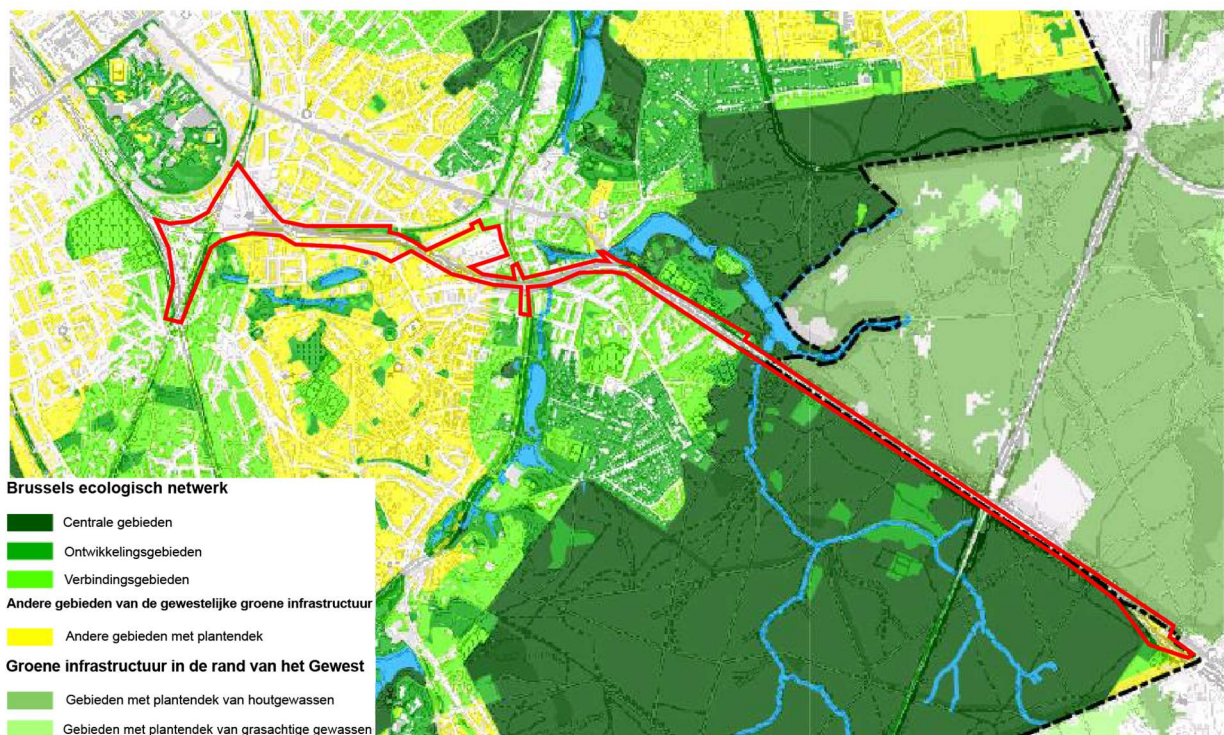 Brussels ecologisch netwerk
Centrale gebieden
Ontwikkelingsgebieden
Verbindingsgebieden
Andere gebieden van de gewestelijke groene infrastructuur
Andere gebieden met plantendek
Groene infrastructuur in de rand van het Gewest
Gebieden met plantendek van houtgewassen
Gebieden met plantendek van grasachtige gewassen